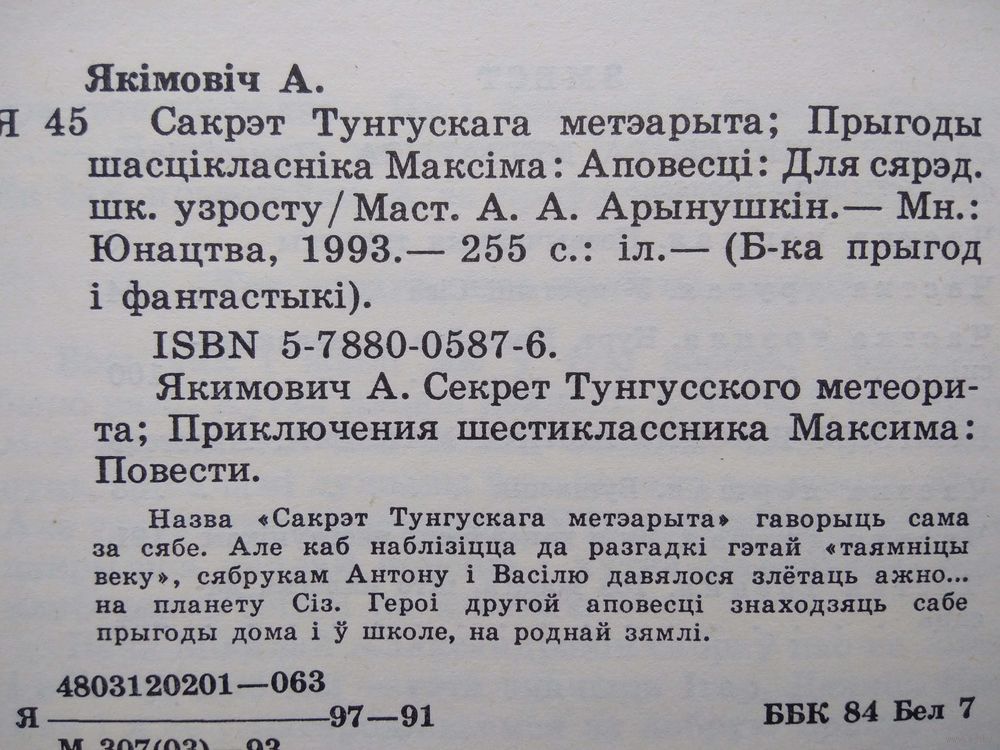 Якімовіч А.
Я 45 Сакрэт Тунгускага метэарыта; Прыгоды
шасцікласніка Максіма: Аповесці: Для сярэд.
шк. узросту / Маст. А. А. Арынушкін.— Мн.:
Юнацтва, 1993.— 255 с.: іл.— (Б-ка прыгод
і фантастыкі).
ISBN 5-7880-0587-6.
Якимович А. Секрет Тунгусского метеори-
та; Приключения шестиклассника Максима:
Повести.
Назва «Сакрэт Тунгускага метэарыта» гаворыць сама
за сябе. Але каб наблізіцца да разгадкі гэтай «таямніцы
веку», сябрукам Антону і Васілю давялося злётаць ажно...
на планету Сіз. Героі другой аповесці знаходзяць сабе
прыгоды дома і ў школе, на роднай зямлі.
4803120201—063
Я 97—91
ББК 84 Бел 7
М 307(03)—93